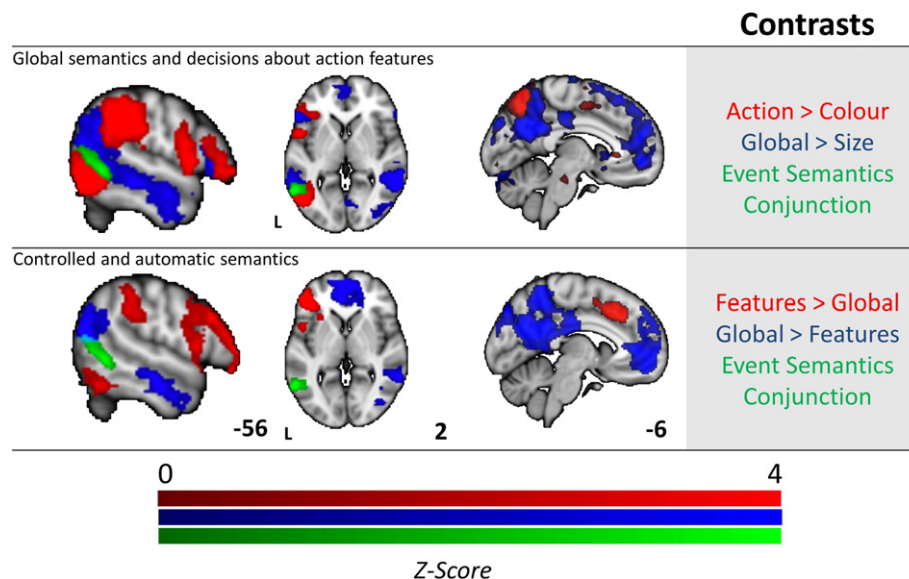 Contrasts
Global semantics and decisions about action features
Action > Colour
Global > Size
Event Semantics
Conjunction
L
Controlled and automatic semantics
Features > Global
Global > Features
Event Semantics
Conjunction
-56
L
2
-6
0
4
Z-Score